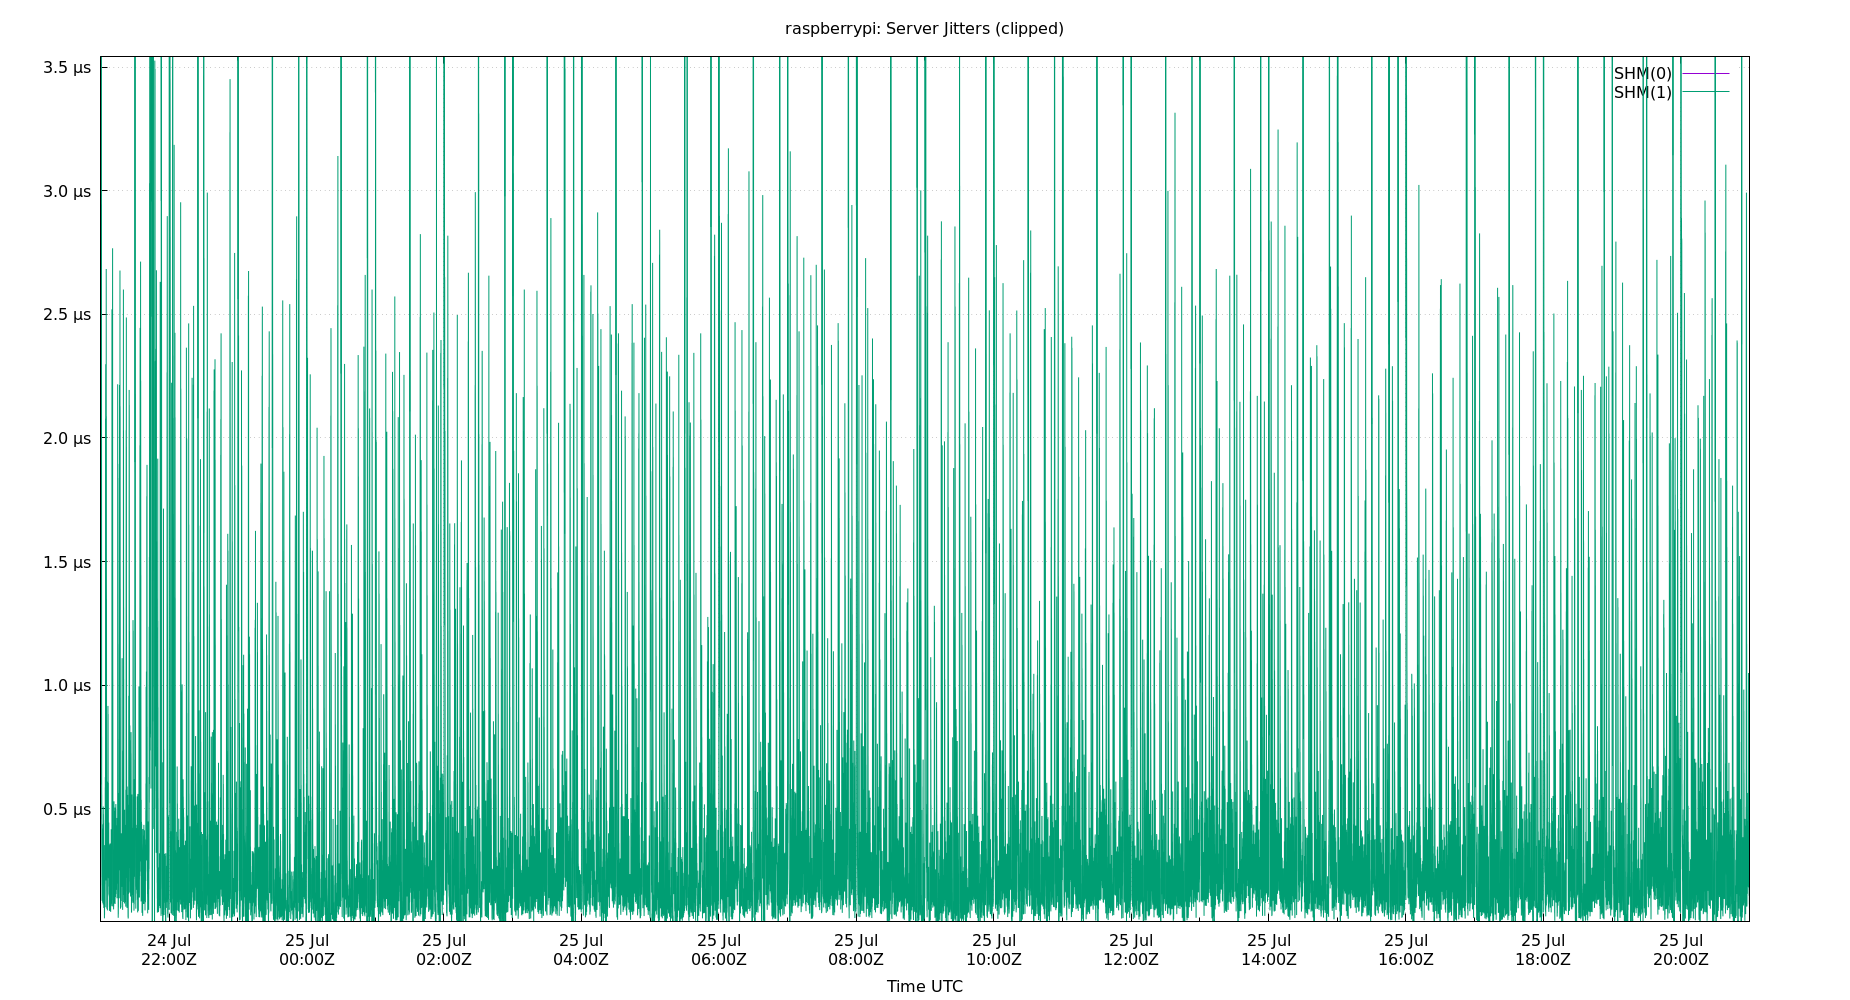 raspberrypi: Server Jitters (clipped)
3.5 µs
3.0 µs
2.5 µs
2.0 µs
1.5 µs
1.0 µs
0.5 µs
SHM(0)
SHM(1)
24 Jul
22:00Z
25 Jul
00:00Z
25 Jul
02:00Z
25 Jul
04:00Z
25 Jul
06:00Z
25 Jul
08:00Z
25 Jul
10:00Z
25 Jul
12:00Z
25 Jul
14:00Z
25 Jul
16:00Z
25 Jul
18:00Z
25 Jul
20:00Z
Time UTC